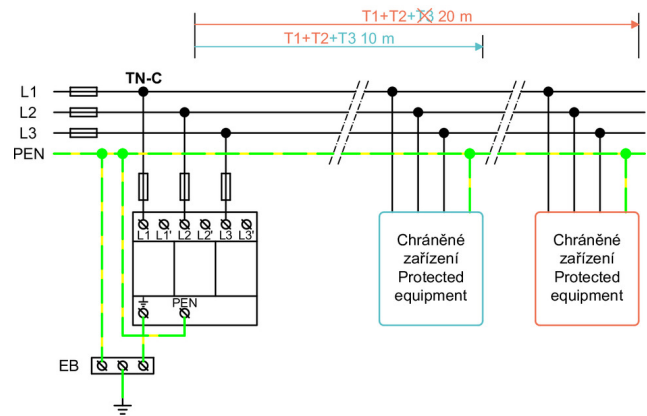 T1+T2+T3 20 m
T1+T2+T3 10 m
TN-C
L1
L2
L3
PEN
L1 L1' L2 L2' L3 L3'
PEN
EB
Chráněné
zařízení
Protected
equipment
Chráněné
zařízení
Protected
equipment